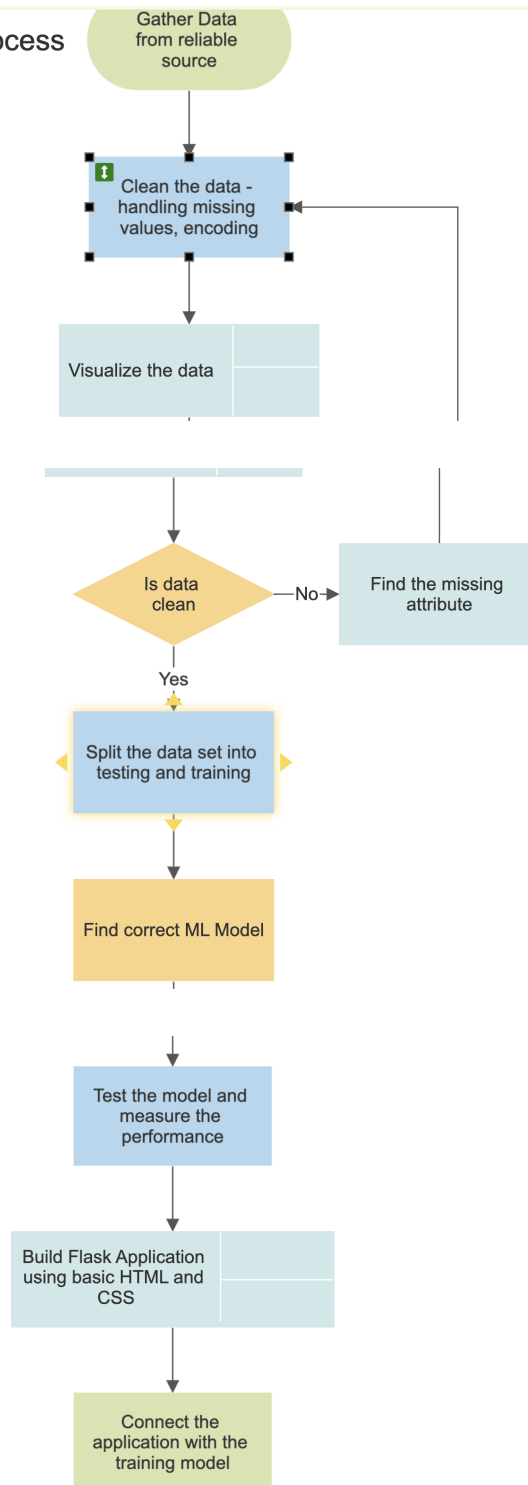 ocess
Gather Data
from reliable
source
Clean the data -
handling missing
values, encoding
Visualize the data
Is data
clean
No
Find the missing
attribute
Yes
Split the data set into
testing and training
Find correct ML Model
Test the model and
measure the
performance
Build Flask Application
using basic HTML and
CSS
Connect the
application with the
training model